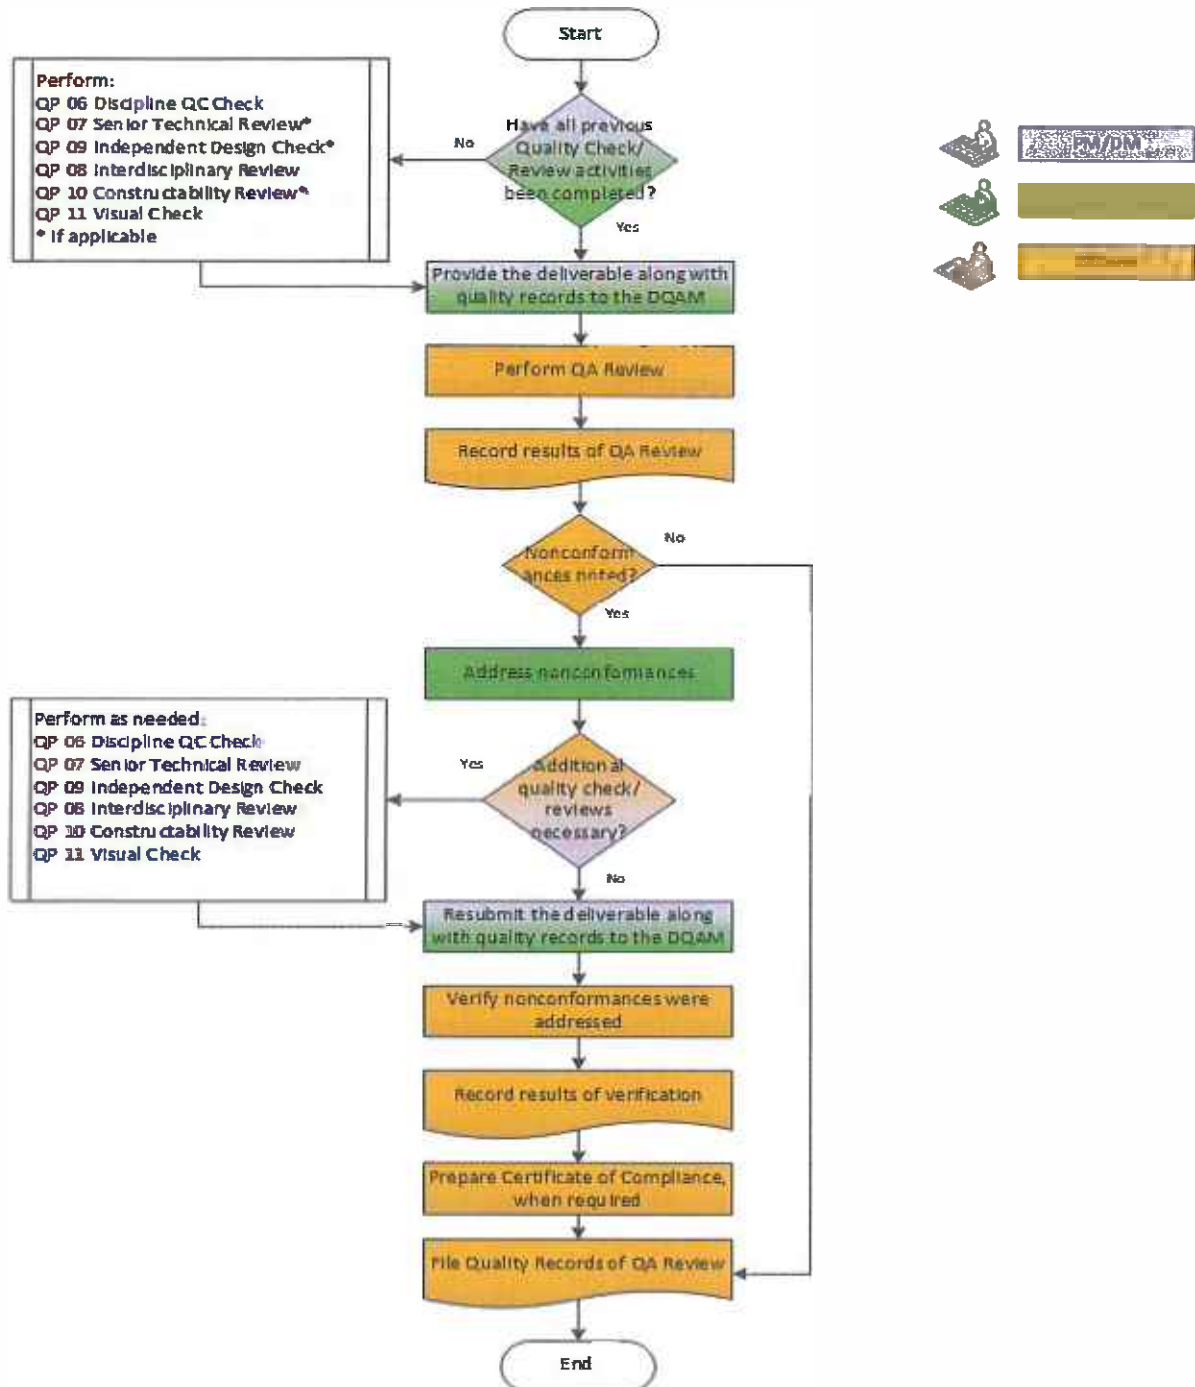 Start
Perform:
QP 06 Discipline QC Check
QP 07 Senior Technical Review*
QP 09 Independent Design Check*
QP 08 Interdisciplinary Review
QP 10 Constructability Review*
QP 11 Visual Check
* If applicable
No
Have all previous
Quality Check/
Review activities
been completed?
Yes
PM/DM
Provide the deliverable along with
quality records to the DQAM
Perform QA Review
Record results of QA Review
Nonconform
ances noted?
No
Yes
Address nonconformances
Perform as needed:
QP 06 Discipline QC Check
QP 07 Senior Technical Review
QP 09 Independent Design Check
QP 08 Interdisciplinary Review
QP 10 Constructability Review
QP 11 Visual Check
Yes
Additional
quality check/
reviews
necessary?
No
Resubmit the deliverable along
with quality records to the DQAM
Verify nonconformances were
addressed
Record results of verification
Prepare Certificate of Compliance,
when required
File Quality Records of QA Review
End